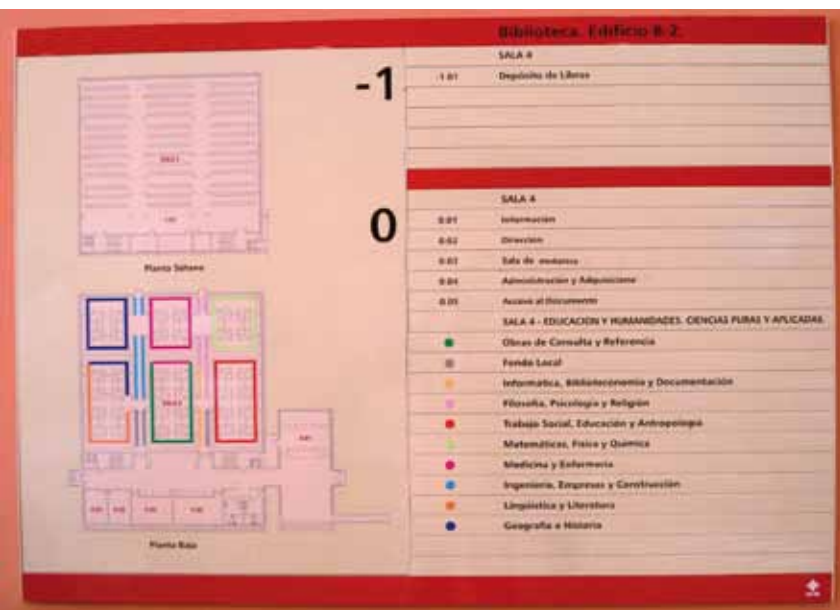 Biblioteca. Edificio B-2.
SALA 4
-1
-1.01 Depósito de Libros
Planta Sótano
0
SALA 4
0.01 Información
0.02 Dirección
0.03 Sala de
0.04 Administración y
0.05 Acceso al Documento
SALA 4 - EDUCACIÓN Y HUMANIDADES. CIENCIAS PURAS Y APLICADAS.
Obras de Consulta y Referencia
Fondo Local
Informática, Biblioteconomía y Documentación
Filosofía, Psicología y Religión
Trabajo Social, Educación y Antropología
Matemáticas, Física y Química
Medicina y Enfermería
Ingeniería, Empresas y Construcción
Lingüística y Literatura
Geografía e Historia
Planta Baja